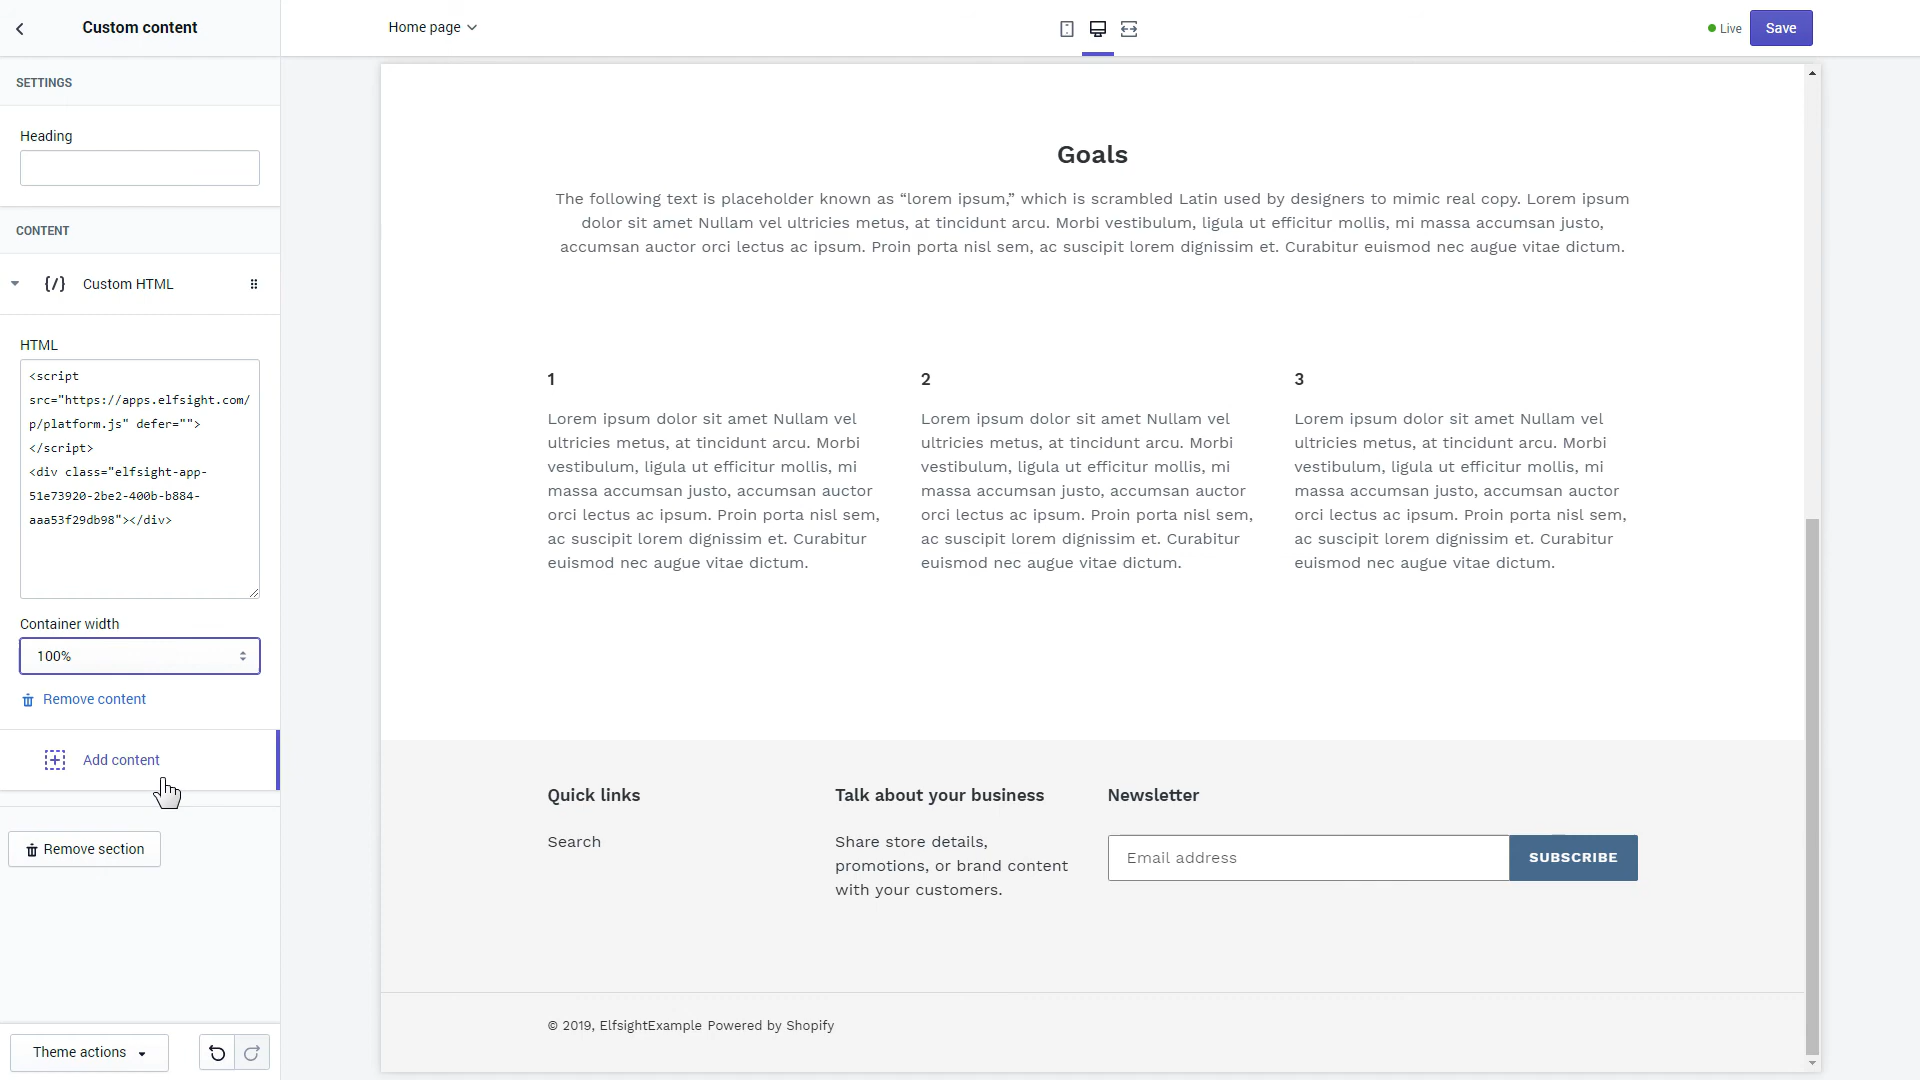 Custom content
Home page
Live
Save
SETTINGS
Heading
CONTENT
Custom HTML
HTML
<script
src="https://apps.elfsight.com/
p/platform.js" defer="">
</script>
<div class="elfsight-app-
51e73920-2be2-400b-b884-
aaa53f29db98"></div>
Container width
100%
Remove content
Add content
Remove section
Theme actions
Goals
The following text is placeholder known as “lorem ipsum,” which is scrambled Latin used by designers to mimic real copy. Lorem ipsum
dolor sit amet Nullam vel ultricies metus, at tincidunt arcu. Morbi vestibulum, ligula ut efficitur mollis, mi massa accumsan justo,
accumsan auctor orci lectus ac ipsum. Proin porta nisl sem, ac suscipit lorem dignissim et. Curabitur euismod nec augue vitae dictum.
1
Lorem ipsum dolor sit amet Nullam vel
ultricies metus, at tincidunt arcu. Morbi
vestibulum, ligula ut efficitur mollis, mi
massa accumsan justo, accumsan auctor
orci lectus ac ipsum. Proin porta nisl sem,
ac suscipit lorem dignissim et. Curabitur
euismod nec augue vitae dictum.
2
Lorem ipsum dolor sit amet Nullam vel
ultricies metus, at tincidunt arcu. Morbi
vestibulum, ligula ut efficitur mollis, mi
massa accumsan justo, accumsan auctor
orci lectus ac ipsum. Proin porta nisl sem,
ac suscipit lorem dignissim et. Curabitur
euismod nec augue vitae dictum.
3
Lorem ipsum dolor sit amet Nullam vel
ultricies metus, at tincidunt arcu. Morbi
vestibulum, ligula ut efficitur mollis, mi
massa accumsan justo, accumsan auctor
orci lectus ac ipsum. Proin porta nisl sem,
ac suscipit lorem dignissim et. Curabitur
euismod nec augue vitae dictum.
Quick links
Search
Talk about your business
Share store details,
promotions, or brand content
with your customers.
Newsletter
Email address
SUBSCRIBE
© 2019, ElfsightExample Powered by Shopify